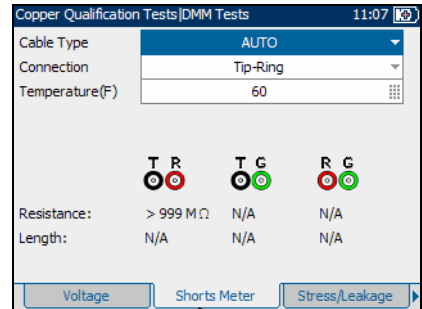 Copper Qualification Tests|DMM Tests 11:07
Cable Type AUTO
Connection Tip-Ring
Temperature(F) 60
T R T G R G
Resistance: > 999 MΩ N/A N/A
Length: N/A N/A N/A
Voltage Shorts Meter Stress/Leakage